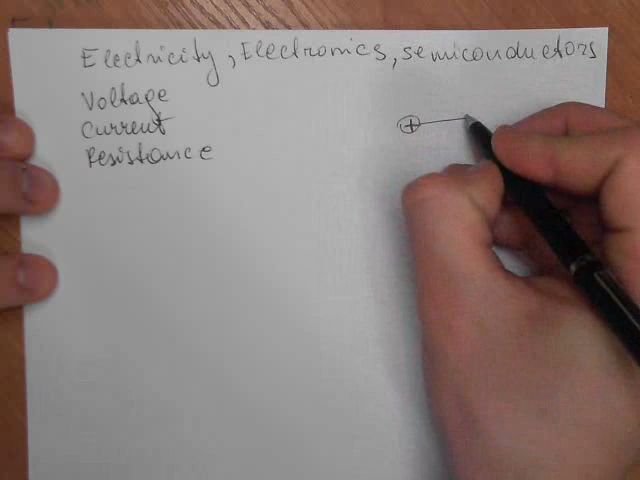 Electricity, Electronics, semiconductors
Voltage
Current
Resistance
+